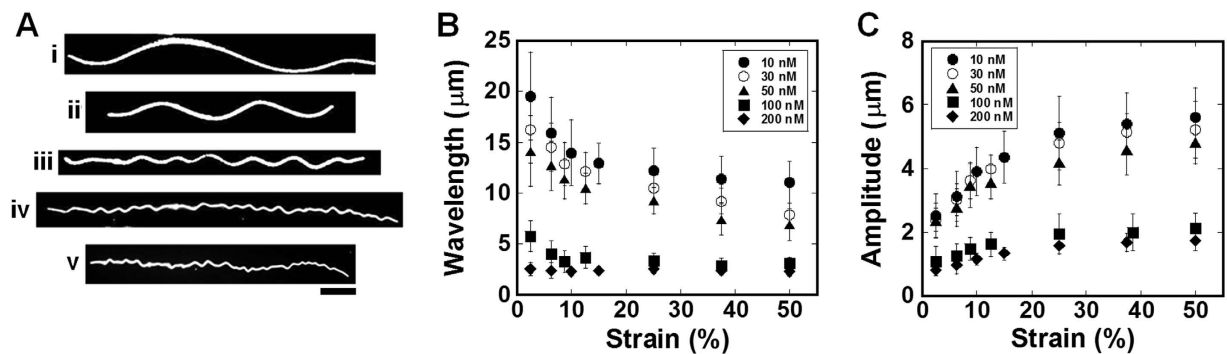 A
i
ii
iii
iv
v
B
Wavelength (μm)
25
20
15
10
5
0
0 10 20 30 40 50
Strain (%)
10 nM
30 nM
50 nM
100 nM
200 nM
C
Amplitude (μm)
8
6
4
2
0
0 10 20 30 40 50
Strain (%)
10 nM
30 nM
50 nM
100 nM
200 nM